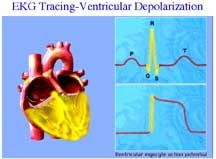 EKG Tracing-Ventricular Depolarization
R
P
T
Q
S
Ventricular myocyte action potential